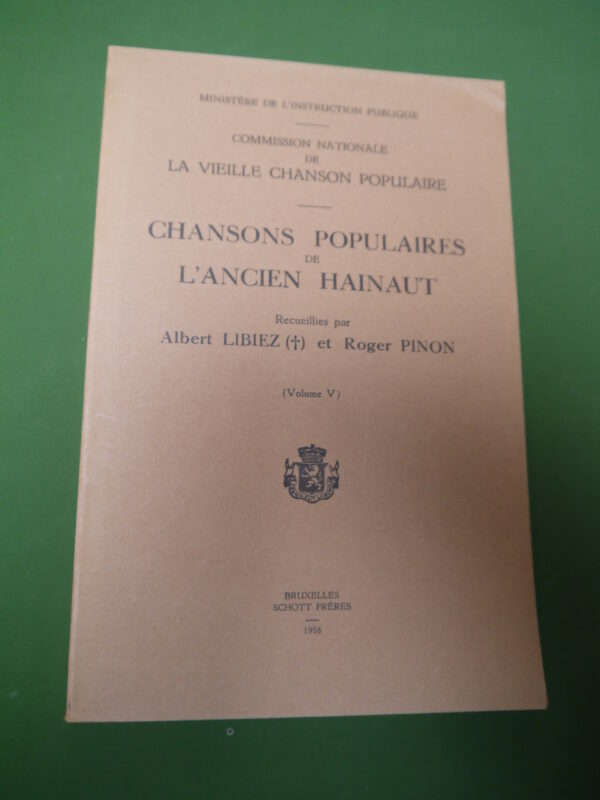 MINISTÈRE DE L'INSTRUCTION PUBLIQUE
COMMISSION NATIONALE
DE
LA VIEILLE CHANSON POPULAIRE
CHANSONS POPULAIRES
DE
L'ANCIEN HAINAUT
Recueillies par
Albert LIBIEZ (†) et Roger PINON
(Volume V)
BRUXELLES
SCHOTT FRÈRES
1958